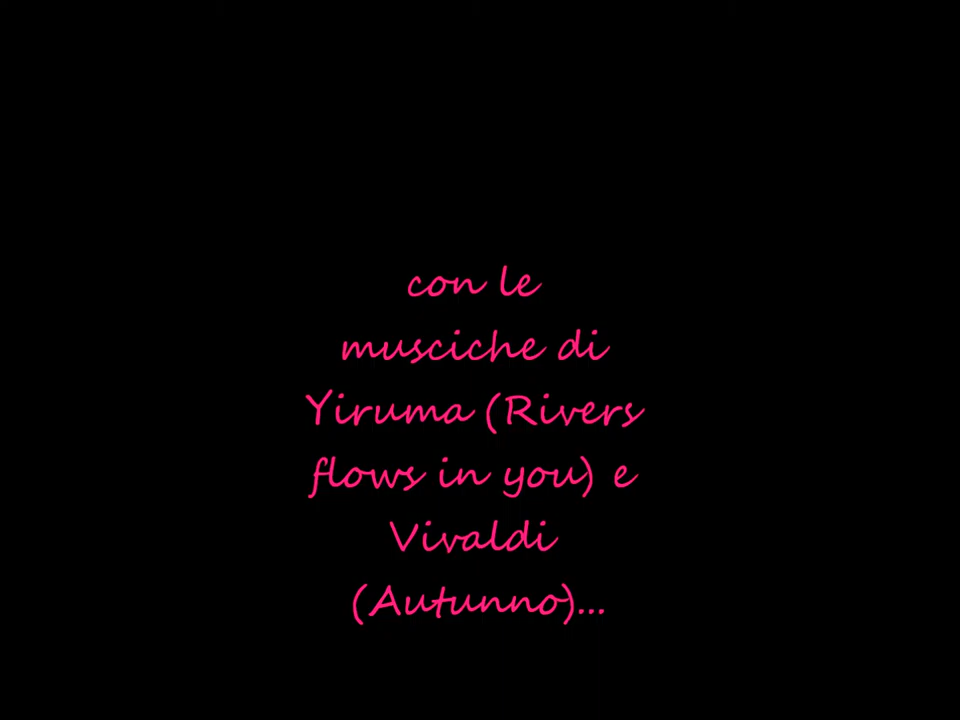 con le
musciche di
Yiruma (Rivers
flows in you) e
Vivaldi
(Autunno)...